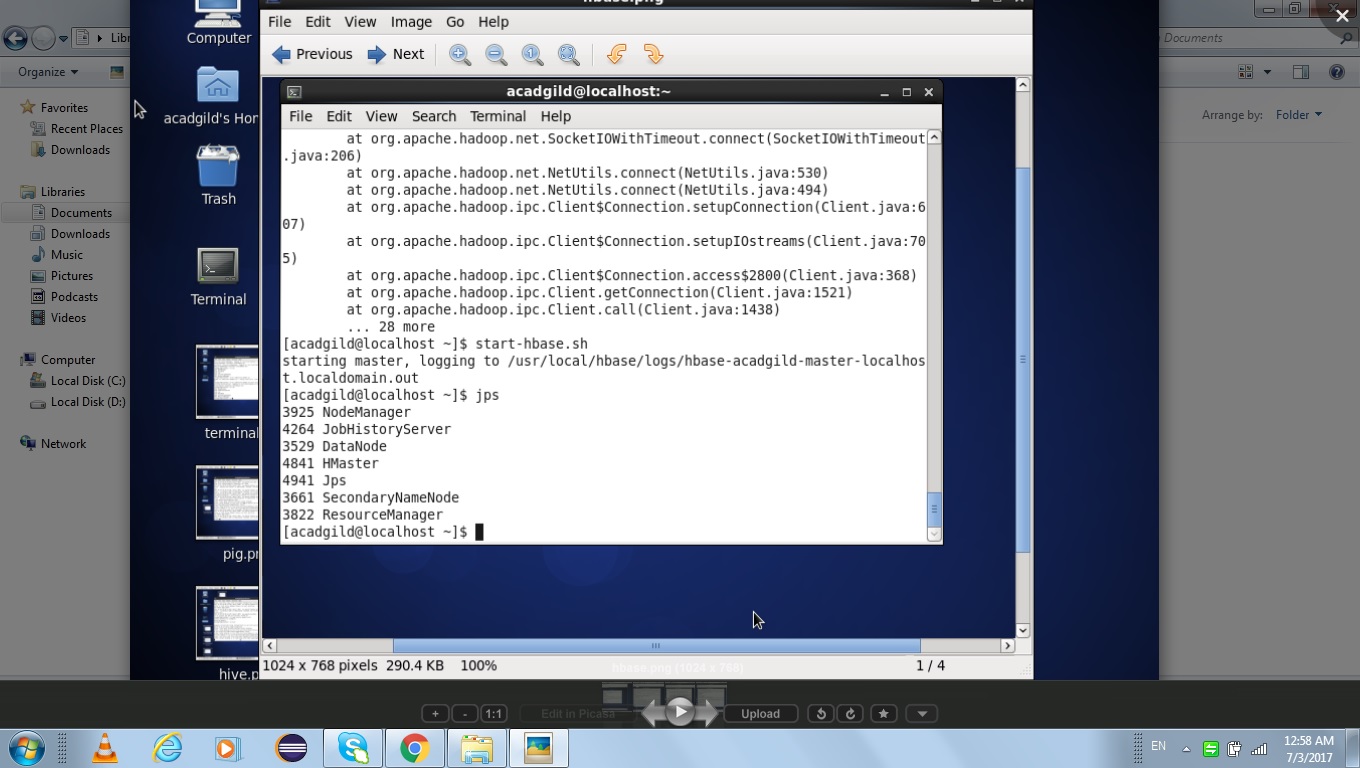 hbase.png
File Edit View Image Go Help
Previous Next
acadgild@localhost:~
File Edit View Search Terminal Help
at org.apache.hadoop.net.SocketIOWithTimeout.connect(SocketIOWithTimeout
.java:206)
at org.apache.hadoop.net.NetUtils.connect(NetUtils.java:530)
at org.apache.hadoop.net.NetUtils.connect(NetUtils.java:494)
at org.apache.hadoop.ipc.Client$Connection.setupConnection(Client.java:6
07)
at org.apache.hadoop.ipc.Client$Connection.setupIOstreams(Client.java:70
5)
at org.apache.hadoop.ipc.Client$Connection.access$2800(Client.java:368)
at org.apache.hadoop.ipc.Client.getConnection(Client.java:1521)
at org.apache.hadoop.ipc.Client.call(Client.java:1438)
... 28 more
[acadgild@localhost ~]$ start-hbase.sh
starting master, logging to /usr/local/hbase/logs/hbase-acadgild-master-localhos
t.localdomain.out
[acadgild@localhost ~]$ jps
3925 NodeManager
4264 JobHistoryServer
3529 DataNode
4841 HMaster
4941 Jps
3661 SecondaryNameNode
3822 ResourceManager
[acadgild@localhost ~]$
1024 x 768 pixels 290.4 KB 100%
1 / 4
hbase.png (1024 x 768)
Computer
acadgild's Hor
Trash
Terminal
terminal
pig.p
hive.p
Libr
Organize
Favorites
Recent Places
Downloads
Libraries
Documents
Downloads
Music
Pictures
Podcasts
Videos
Computer
Local Disk (C:)
Local Disk (D:)
Network
Documents
Arrange by: Folder
+ - 1:1 Edit in Picasa Upload
EN
12:58 AM
7/3/2017